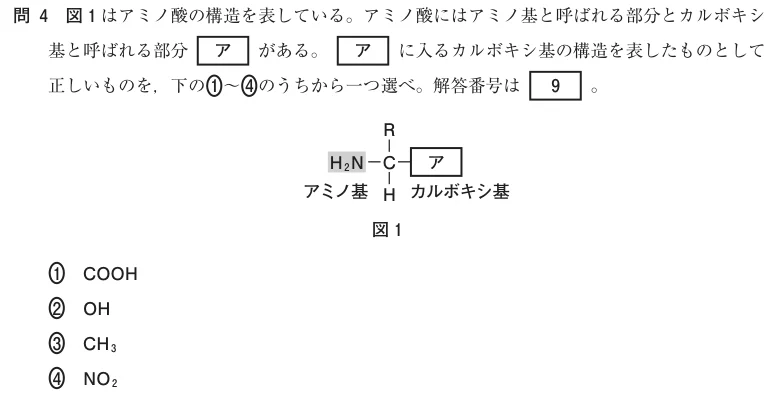 問 4 図1はアミノ酸の構造を表している。アミノ酸にはアミノ基と呼ばれる部分とカルボキシ
基と呼ばれる部分 ア がある。 ア に入るカルボキシ基の構造を表したものとして
正しいものを，下の①～④のうちから一つ選べ。解答番号は 9 。
R
H₂N－C－ ア
アミノ基 H カルボキシ基
図1
① COOH
② OH
③ CH₃
④ NO₂